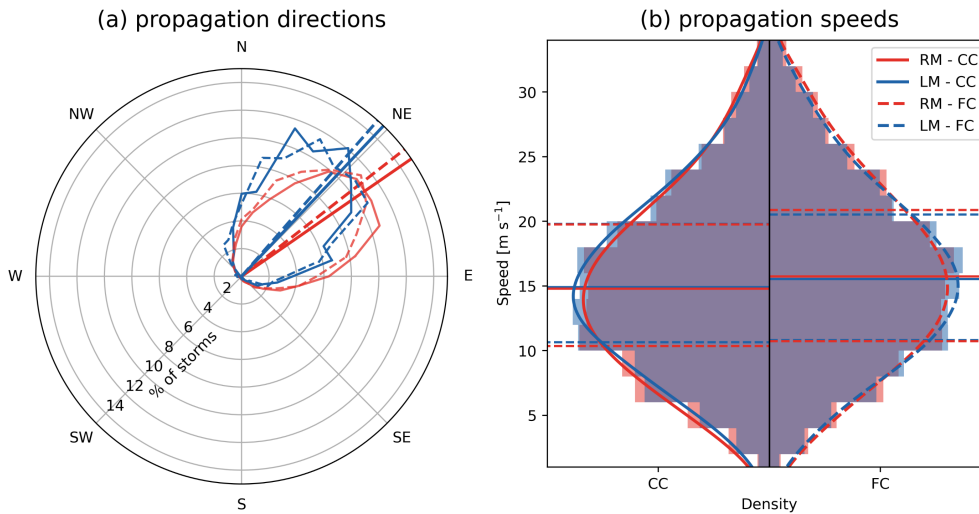 (a) propagation directions
N
NW
NE
W
E
2
4
6
8
10
12
14
% of storms
SW
SE
S
(b) propagation speeds
RM - CC
LM - CC
RM - FC
LM - FC
30
25
20
15
10
5
Speed [m s⁻¹]
CC
FC
Density